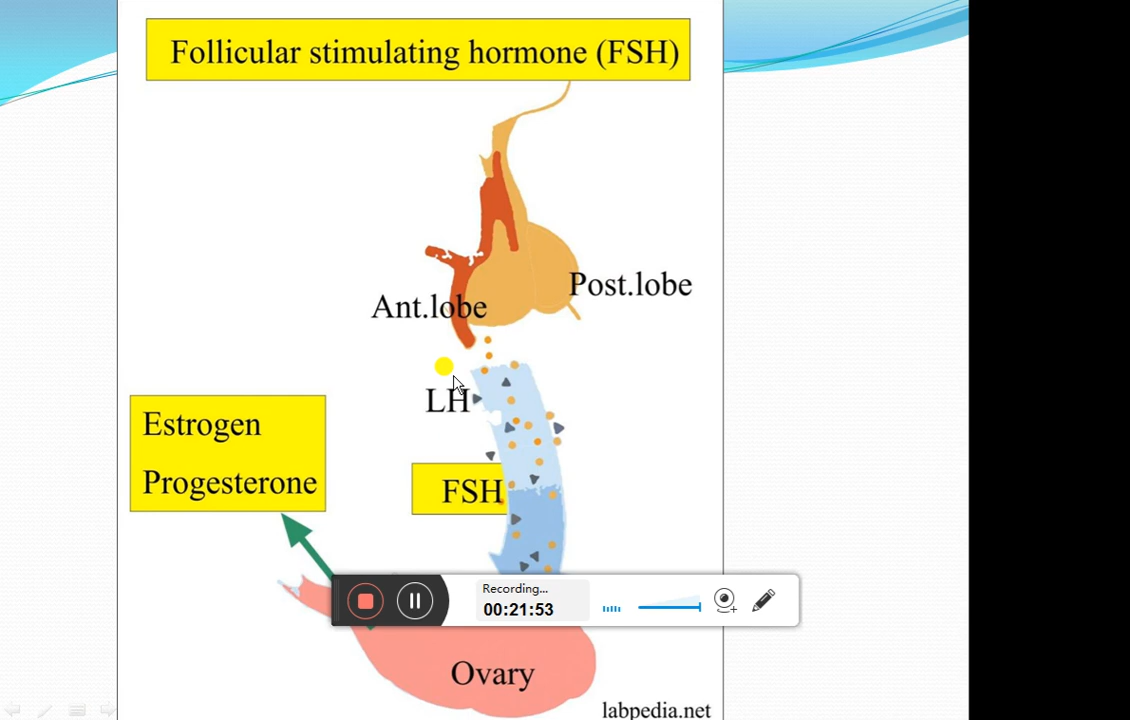 Follicular stimulating hormone (FSH)
Post.lobe
Ant.lobe
LH
Estrogen
Progesterone
FSH
Recording...
00:21:53
Ovary
labpedia.net